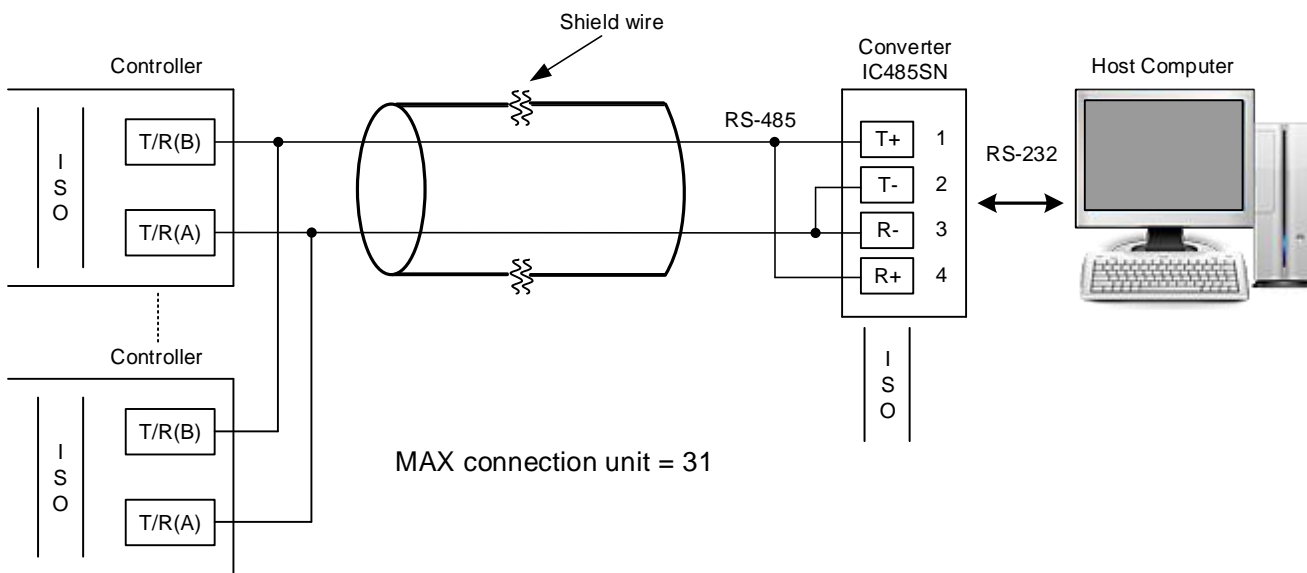 Shield wire
Controller
Converter
IC485SN
Host Computer
I
S
O
T/R(B)
T/R(A)
RS-485
T+ 1
T- 2
R- 3
R+ 4
RS-232
Controller
I
S
O
T/R(B)
T/R(A)
I
S
O
MAX connection unit = 31